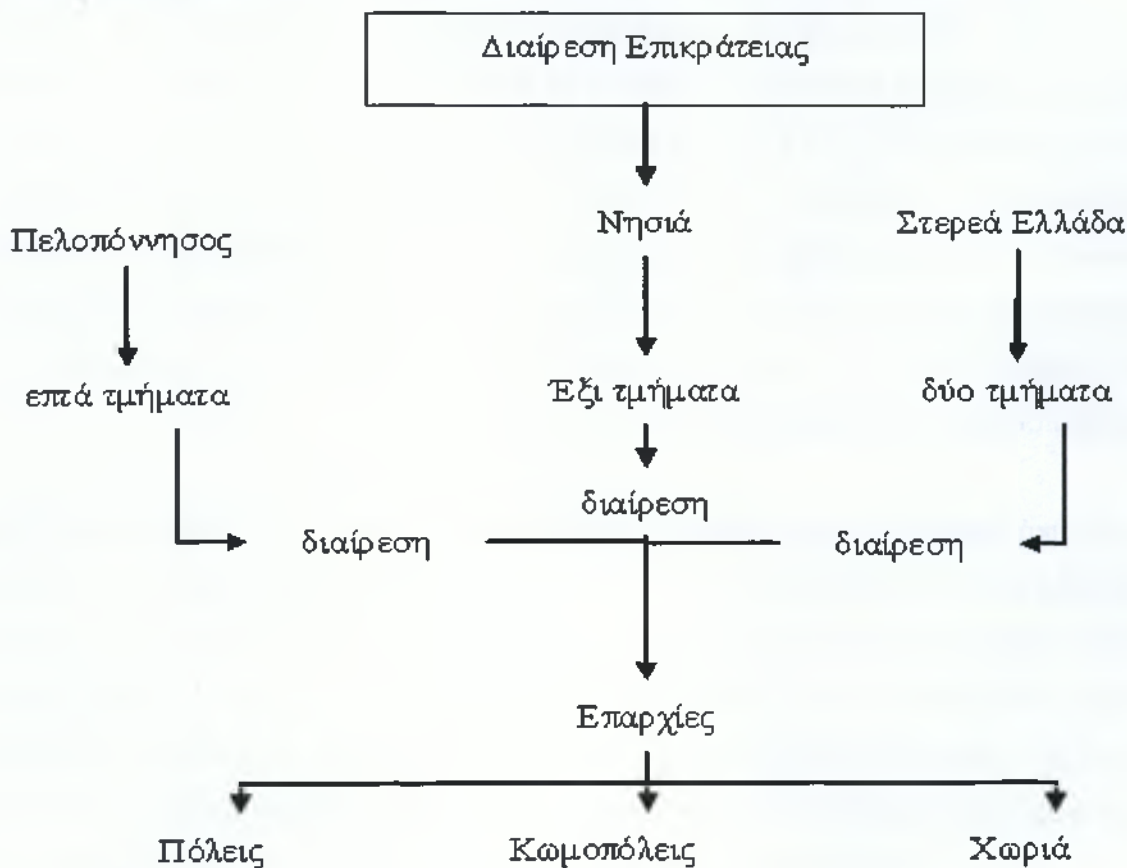 Διαίρεση Επικράτειας
Πελοπόννησος
Νησιά
Στερεά Ελλάδα
επτά τμήματα
Έξι τμήματα
δύο τμήματα
διαίρεση
διαίρεση
διαίρεση
Επαρχίες
Πόλεις
Κωμοπόλεις
Χωριά